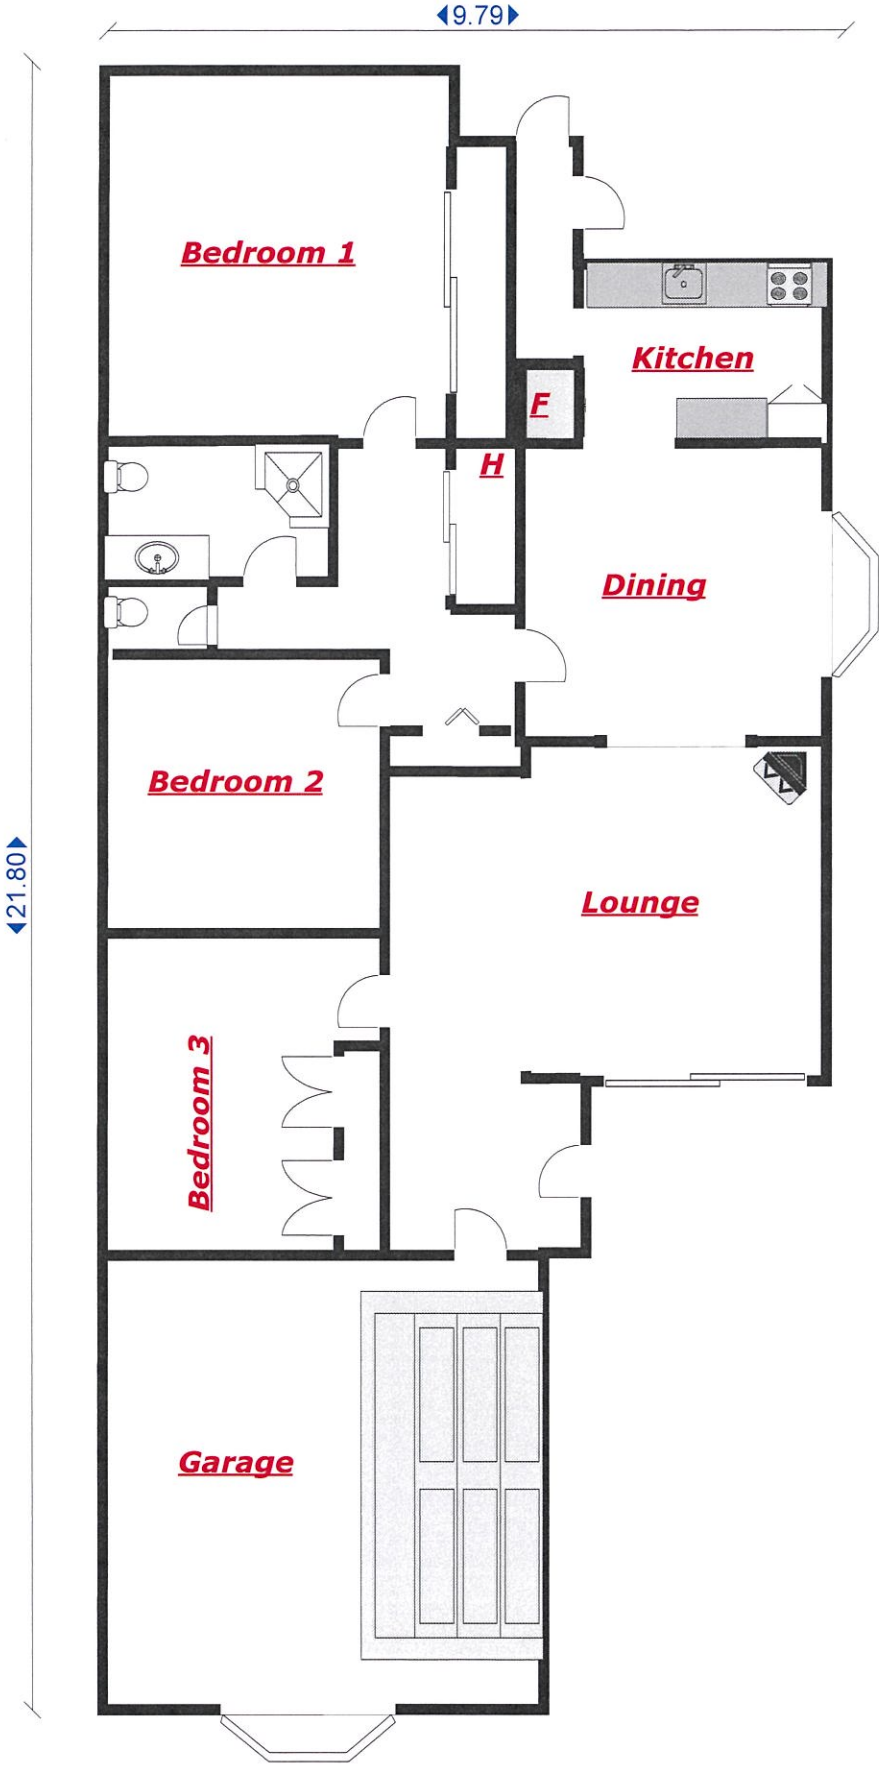 9.79
Bedroom 1
Kitchen
F
H
Dining
Bedroom 2
21.80
Lounge
Bedroom 3
Garage